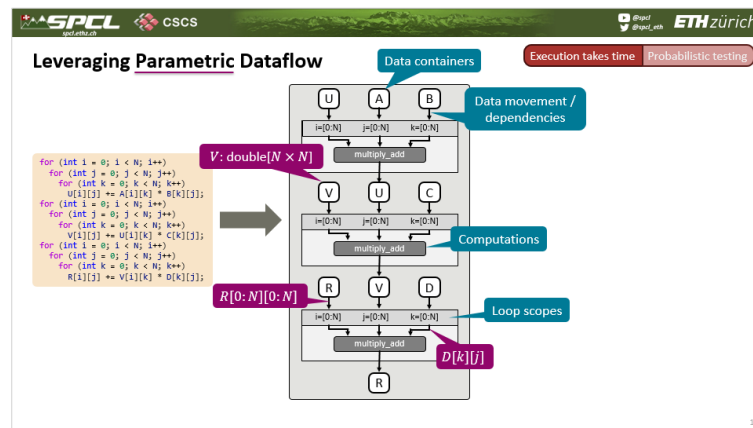 SPCL
spcl.ethz.ch
CSCS
@spcl
@spcl_eth
ETH zürich
Leveraging Parametric Dataflow
Execution takes time
Probabilistic testing
Data containers
Data movement /
dependencies
for (int i = 0; i < N; i++)
for (int j = 0; j < N; j++)
for (int k = 0; k < N; k++)
U[i][j] += A[i][k] * B[k][j];
for (int i = 0; i < N; i++)
for (int j = 0; j < N; j++)
for (int k = 0; k < N; k++)
V[i][j] += U[i][k] * C[k][j];
for (int i = 0; i < N; i++)
for (int j = 0; j < N; j++)
for (int k = 0; k < N; k++)
R[i][j] += V[i][k] * D[k][j];
U A B
i=[0:N] j=[0:N] k=[0:N]
multiply_add
V: double[N × N]
V U C
i=[0:N] j=[0:N] k=[0:N]
multiply_add
Computations
R[0:N][0:N]
R V D
i=[0:N] j=[0:N] k=[0:N]
Loop scopes
multiply_add
D[k][j]
R